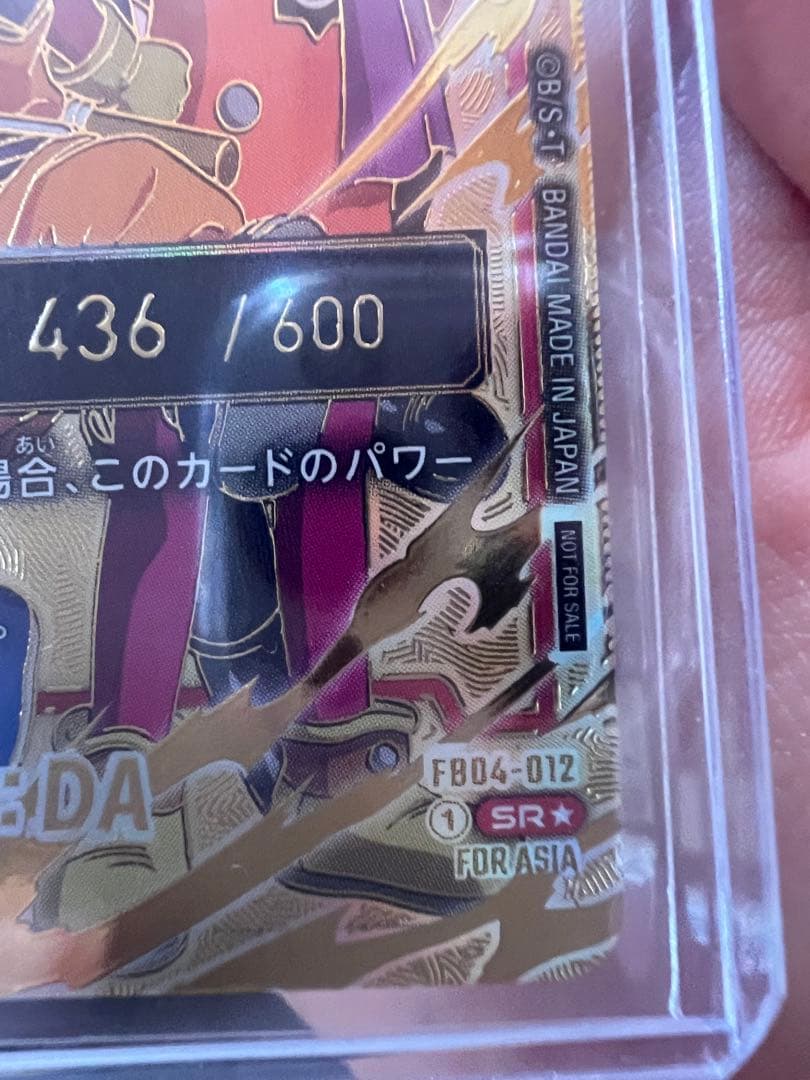 ©B/S・T BANDAI MADE IN JAPAN
436 / 600
合、このカードのパワー
あい
。
NOT FOR SALE
:DA
FB04-012
1 SR★
FOR ASIA